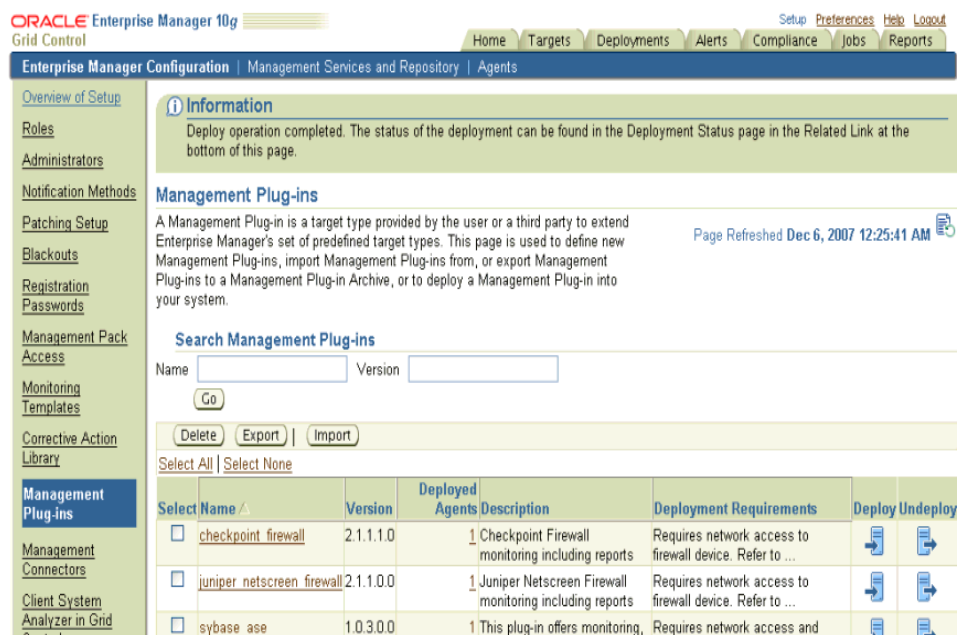 ORACLE Enterprise Manager 10g
Grid Control
Setup Preferences Help Logout
Home Targets Deployments Alerts Compliance Jobs Reports
Enterprise Manager Configuration | Management Services and Repository | Agents
Overview of Setup
Roles
Administrators
Notification Methods
Patching Setup
Blackouts
Registration
Passwords
Management Pack
Access
Monitoring
Templates
Corrective Action
Library
Management
Plug-ins
Management
Connectors
Client System
Analyzer in Grid
Information
Deploy operation completed. The status of the deployment can be found in the Deployment Status page in the Related Link at the
bottom of this page.
Management Plug-ins
A Management Plug-in is a target type provided by the user or a third party to extend
Enterprise Manager's set of predefined target types. This page is used to define new
Management Plug-ins, import Management Plug-ins from, or export Management
Plug-ins to a Management Plug-in Archive, or to deploy a Management Plug-in into
your system.
Page Refreshed Dec 6, 2007 12:25:41 AM
Search Management Plug-ins
Name Version
Go
Delete Export | Import
Select All | Select None
Select Name Version Deployed Agents Description Deployment Requirements Deploy Undeploy
checkpoint_firewall 2.1.1.1.0 1 Checkpoint Firewall Requires network access to
monitoring including reports firewall device. Refer to ...
juniper_netscreen_firewall 2.1.1.0.0 1 Juniper Netscreen Firewall Requires network access to
monitoring including reports firewall device. Refer to ...
sybase_ase 1.0.3.0.0 1 This plug-in offers monitoring, Requires network access and